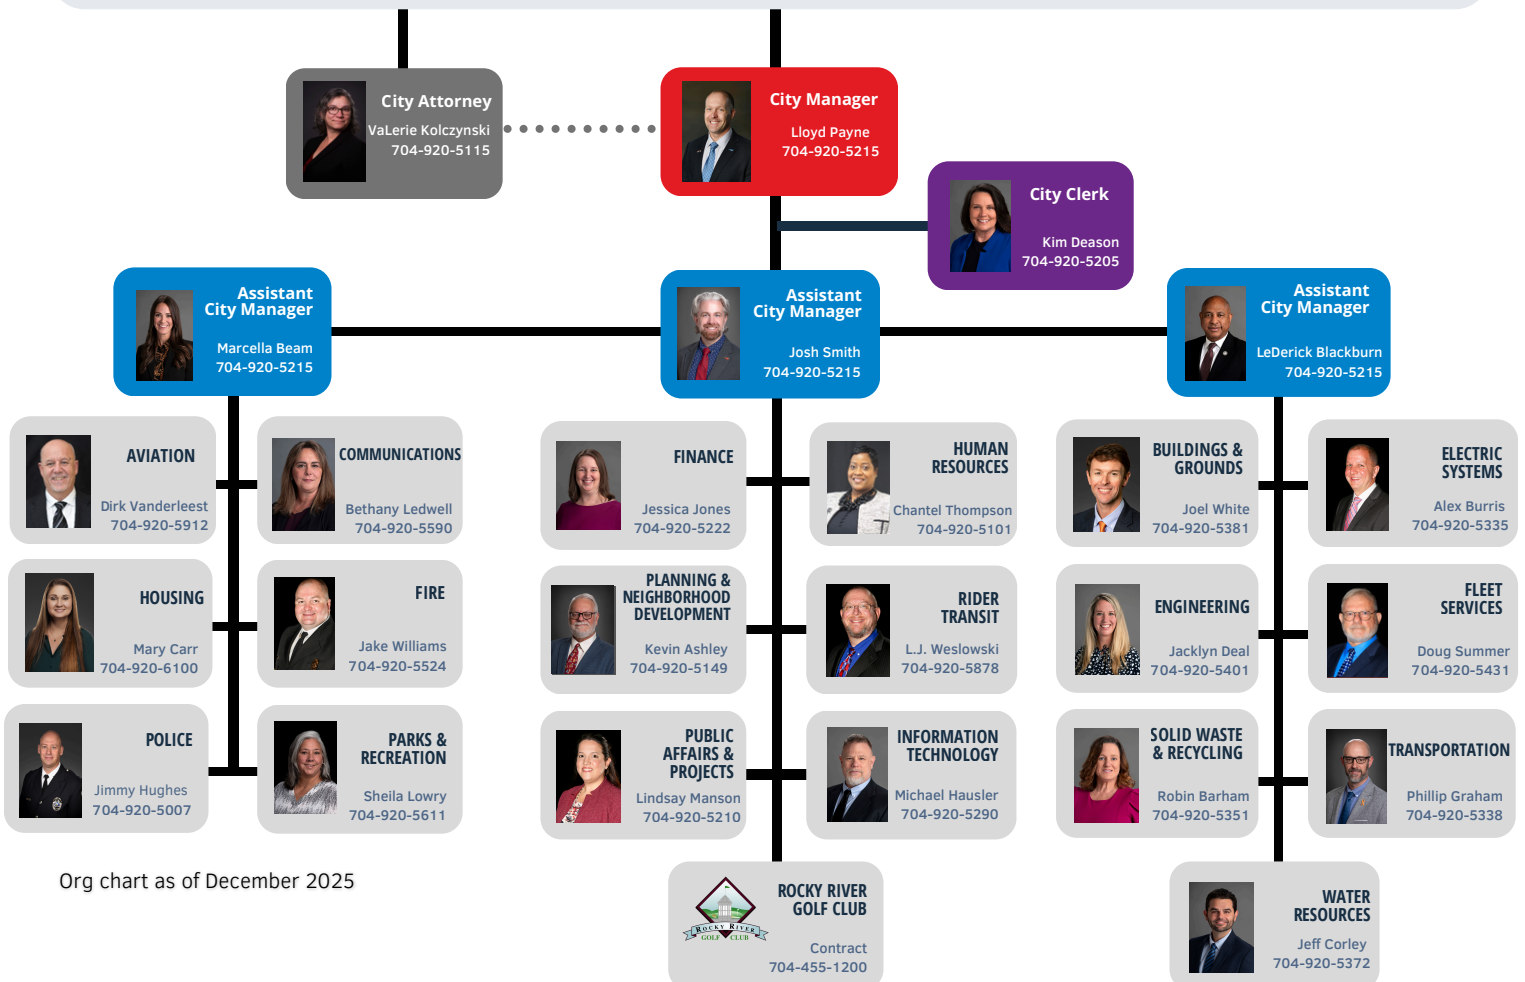 City Attorney
VaLerie Kolczynski
704-920-5115
City Manager
Lloyd Payne
704-920-5215
City Clerk
Kim Deason
704-920-5205
Assistant
City Manager
Marcella Beam
704-920-5215
Assistant
City Manager
Josh Smith
704-920-5215
Assistant
City Manager
LeDerick Blackburn
704-920-5215
AVIATION
Dirk Vanderleest
704-920-5912
COMMUNICATIONS
Bethany Ledwell
704-920-5590
HOUSING
Mary Carr
704-920-6100
FIRE
Jake Williams
704-920-5524
POLICE
Jimmy Hughes
704-920-5007
PARKS &
RECREATION
Sheila Lowry
704-920-5611
FINANCE
Jessica Jones
704-920-5222
HUMAN
RESOURCES
Chantel Thompson
704-920-5101
PLANNING &
NEIGHBORHOOD
DEVELOPMENT
Kevin Ashley
704-920-5149
RIDER
TRANSIT
L.J. Weslowski
704-920-5878
PUBLIC
AFFAIRS &
PROJECTS
Lindsay Manson
704-920-5210
INFORMATION
TECHNOLOGY
Michael Hausler
704-920-5290
ROCKY RIVER
GOLF CLUB
ROCKY RIVER
GOLF CLUB
Contract
704-455-1200
BUILDINGS &
GROUNDS
Joel White
704-920-5381
ELECTRIC
SYSTEMS
Alex Burris
704-920-5335
ENGINEERING
Jacklyn Deal
704-920-5401
FLEET
SERVICES
Doug Summer
704-920-5431
SOLID WASTE
& RECYCLING
Robin Barham
704-920-5351
TRANSPORTATION
Phillip Graham
704-920-5338
WATER
RESOURCES
Jeff Corley
704-920-5372
Org chart as of December 2025